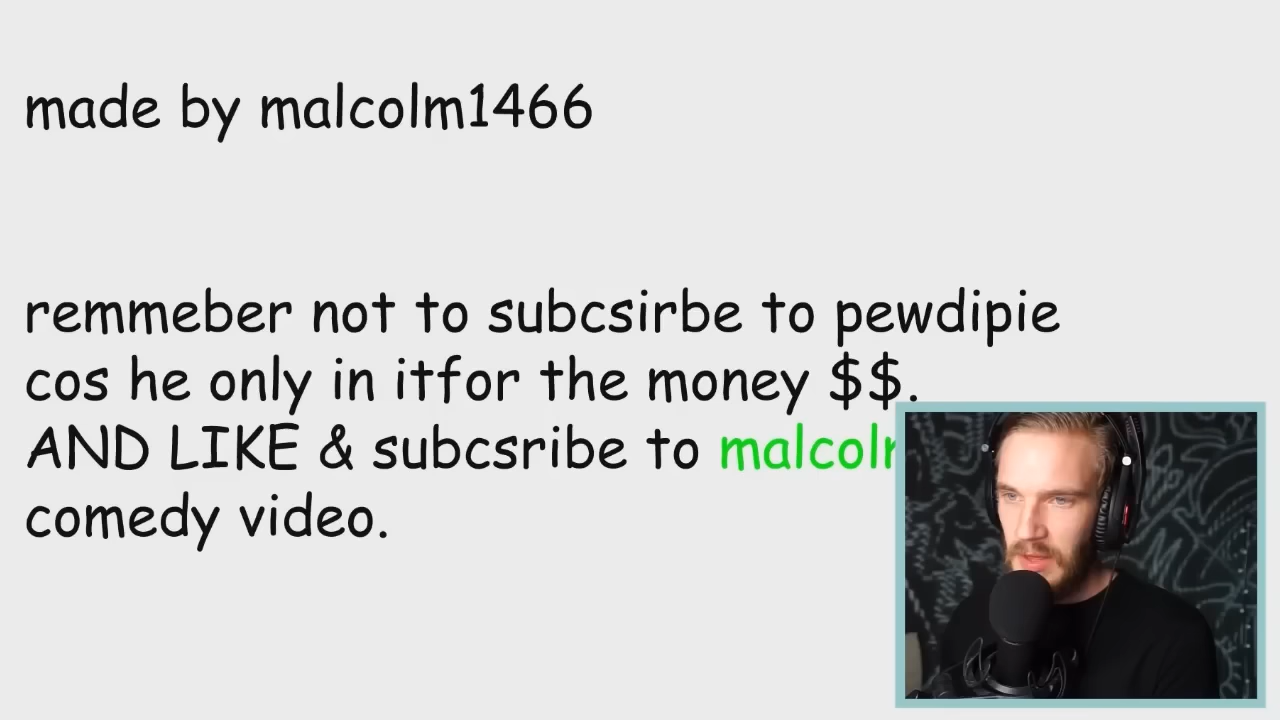 made by malcolm1466
remmeber not to subcsirbe to pewdipie
cos he only in itfor the money $$.
AND LIKE & subcsribe to
comedy video.